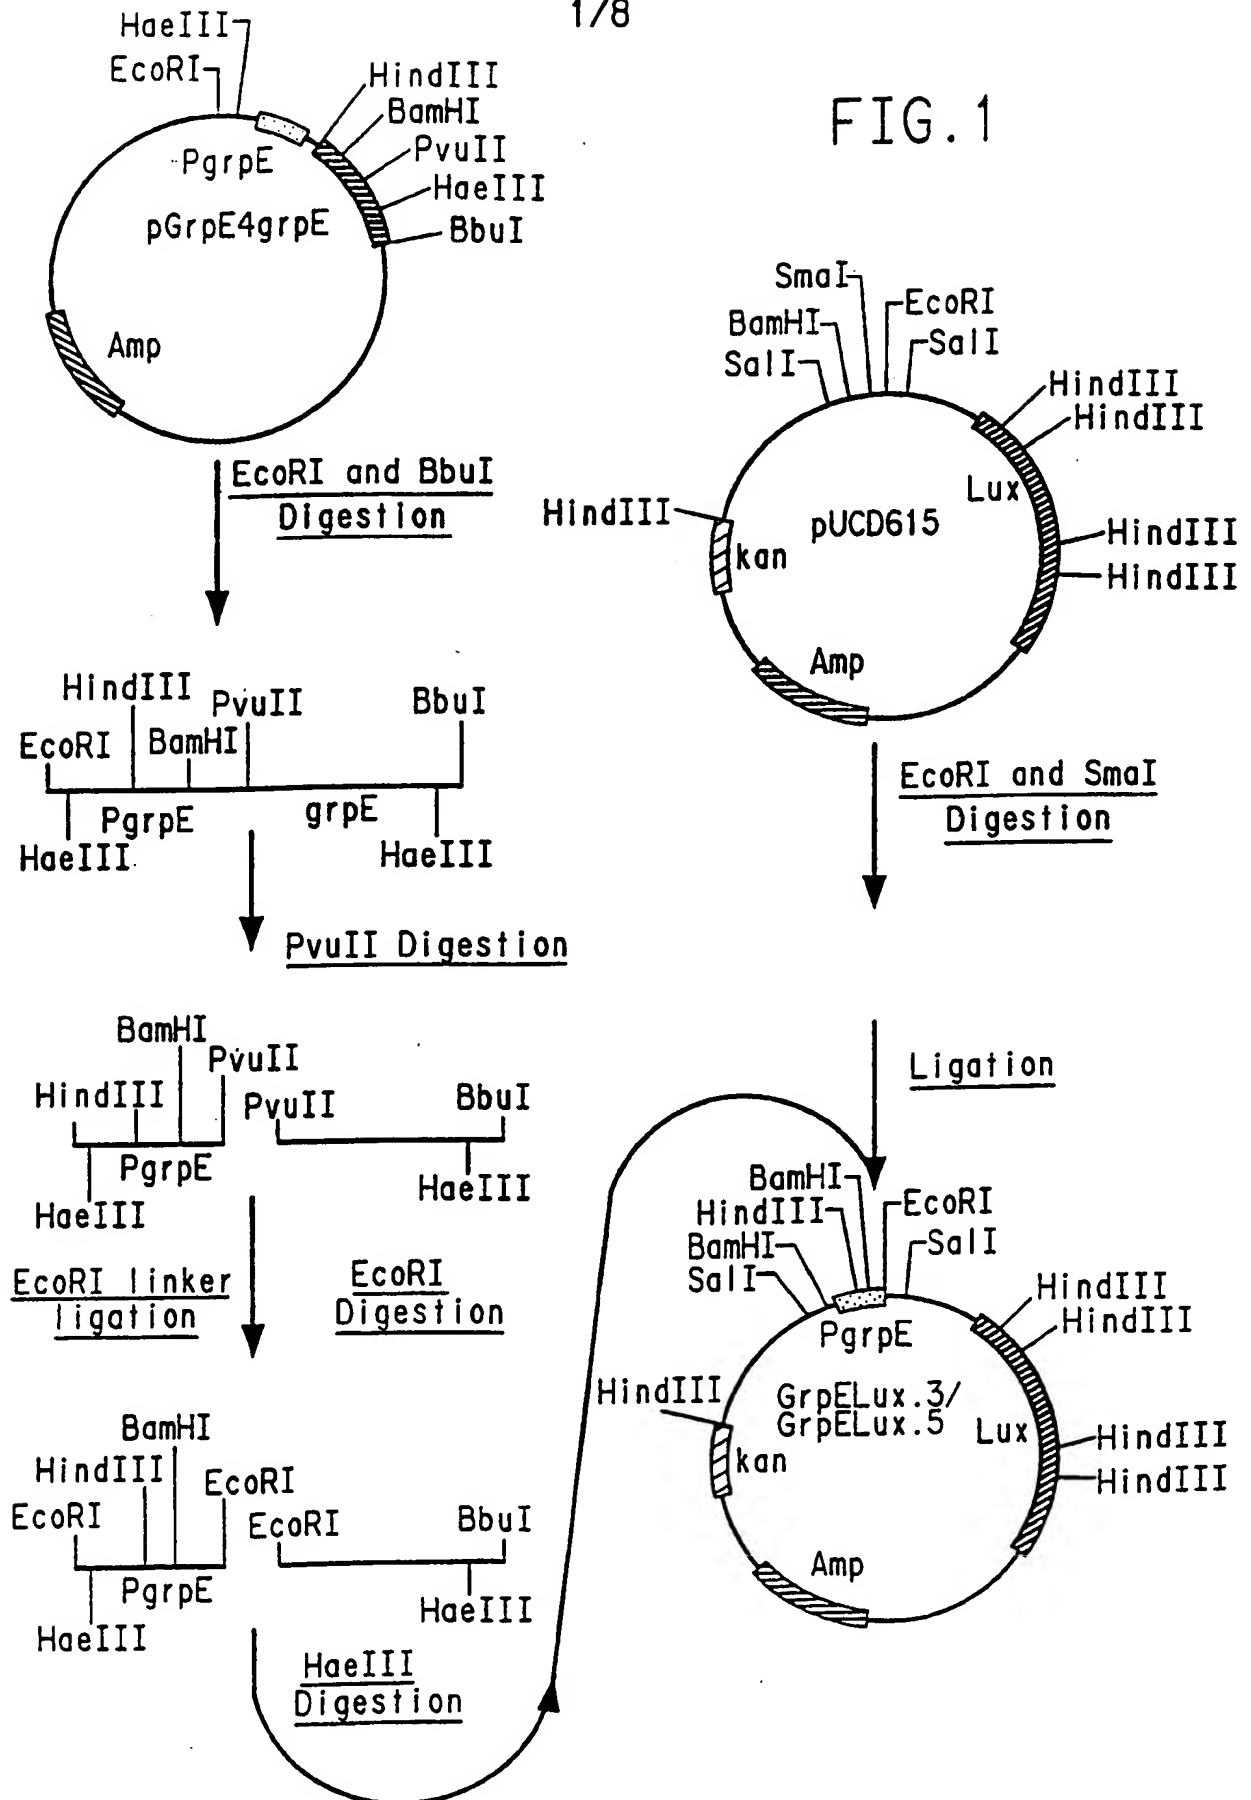 1/8
FIG.1
HaeIII
EcoRI
HindIII
BamHI
PvuII
HaeIII
BbuI
PgrpE
pGrpE4grpE
Amp
EcoRI and BbuI
Digestion
HindIII
PvuII
BbuI
EcoRI
BamHI
PgrpE
grpE
HaeIII
HaeIII
PvuII Digestion
BamHI
PvuII
HindIII
PvuII
BbuI
PgrpE
HaeIII
HaeIII
EcoRI linker
ligation
EcoRI
Digestion
BamHI
HindIII
EcoRI
EcoRI
EcoRI
BbuI
PgrpE
HaeIII
HaeIII
HaeIII
Digestion
SmaI
EcoRI
BamHI
SalI
SalI
HindIII
HindIII
Lux
HindIII
pUCD615
HindIII
kan
HindIII
Amp
EcoRI and SmaI
Digestion
Ligation
BamHI
EcoRI
HindIII
BamHI
SalI
SalI
HindIII
HindIII
PgrpE
HindIII
GrpELux.3/
GrpELux.5
Lux
HindIII
kan
HindIII
Amp